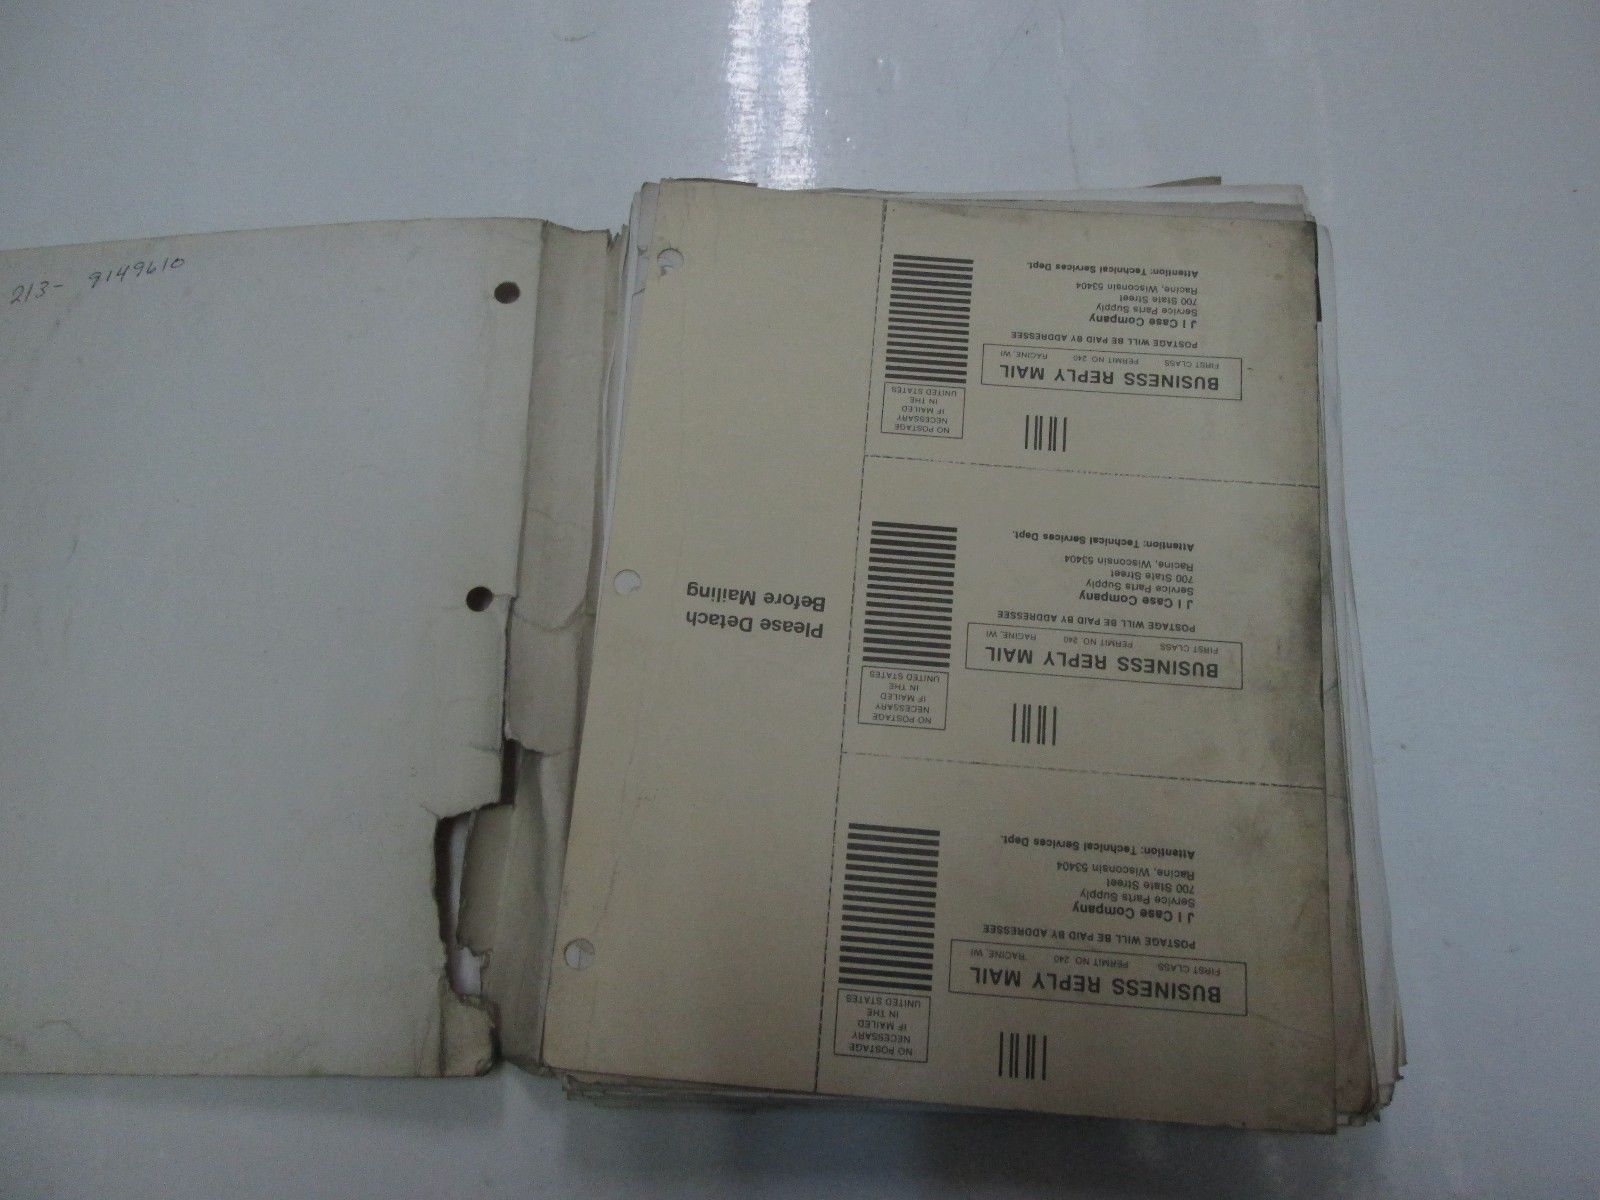 213- 9149610
Please Detach
Before Mailing
NO POSTAGE
NECESSARY
IF MAILED
IN THE
UNITED STATES
BUSINESS REPLY MAIL
FIRST CLASS PERMIT NO 240 RACINE, WI
POSTAGE WILL BE PAID BY ADDRESSEE
J I Case Company
Service Parts Supply
700 State Street
Racine, Wisconsin 53404
Attention: Technical Services Dept.
NO POSTAGE
NECESSARY
IF MAILED
IN THE
UNITED STATES
BUSINESS REPLY MAIL
FIRST CLASS PERMIT NO 240 RACINE, WI
POSTAGE WILL BE PAID BY ADDRESSEE
J I Case Company
Service Parts Supply
700 State Street
Racine, Wisconsin 53404
Attention: Technical Services Dept.
NO POSTAGE
NECESSARY
IF MAILED
IN THE
UNITED STATES
BUSINESS REPLY MAIL
FIRST CLASS PERMIT NO 240 RACINE, WI
POSTAGE WILL BE PAID BY ADDRESSEE
J I Case Company
Service Parts Supply
700 State Street
Racine, Wisconsin 53404
Attention: Technical Services Dept.